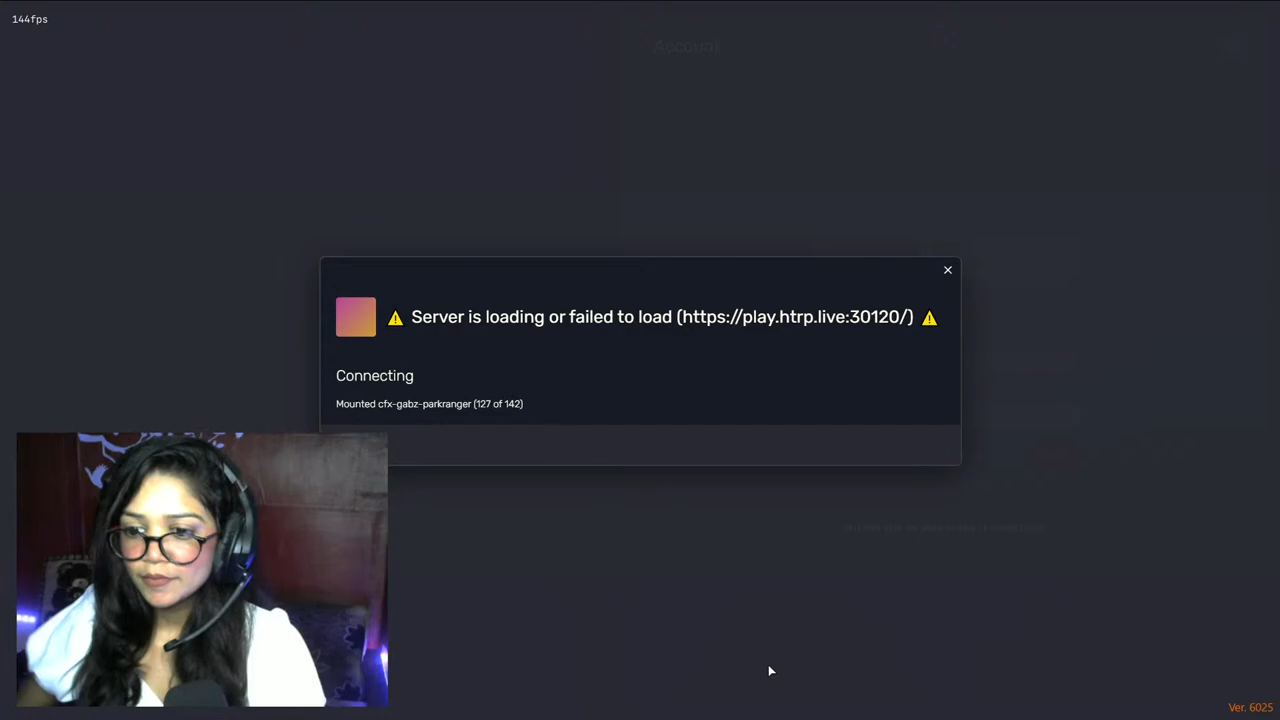 144fps
Account
Server is loading or failed to load (https://play.htrp.live:30120/)
Connecting
Mounted cfx-gabz-parkranger (127 of 142)
Ver. 6025